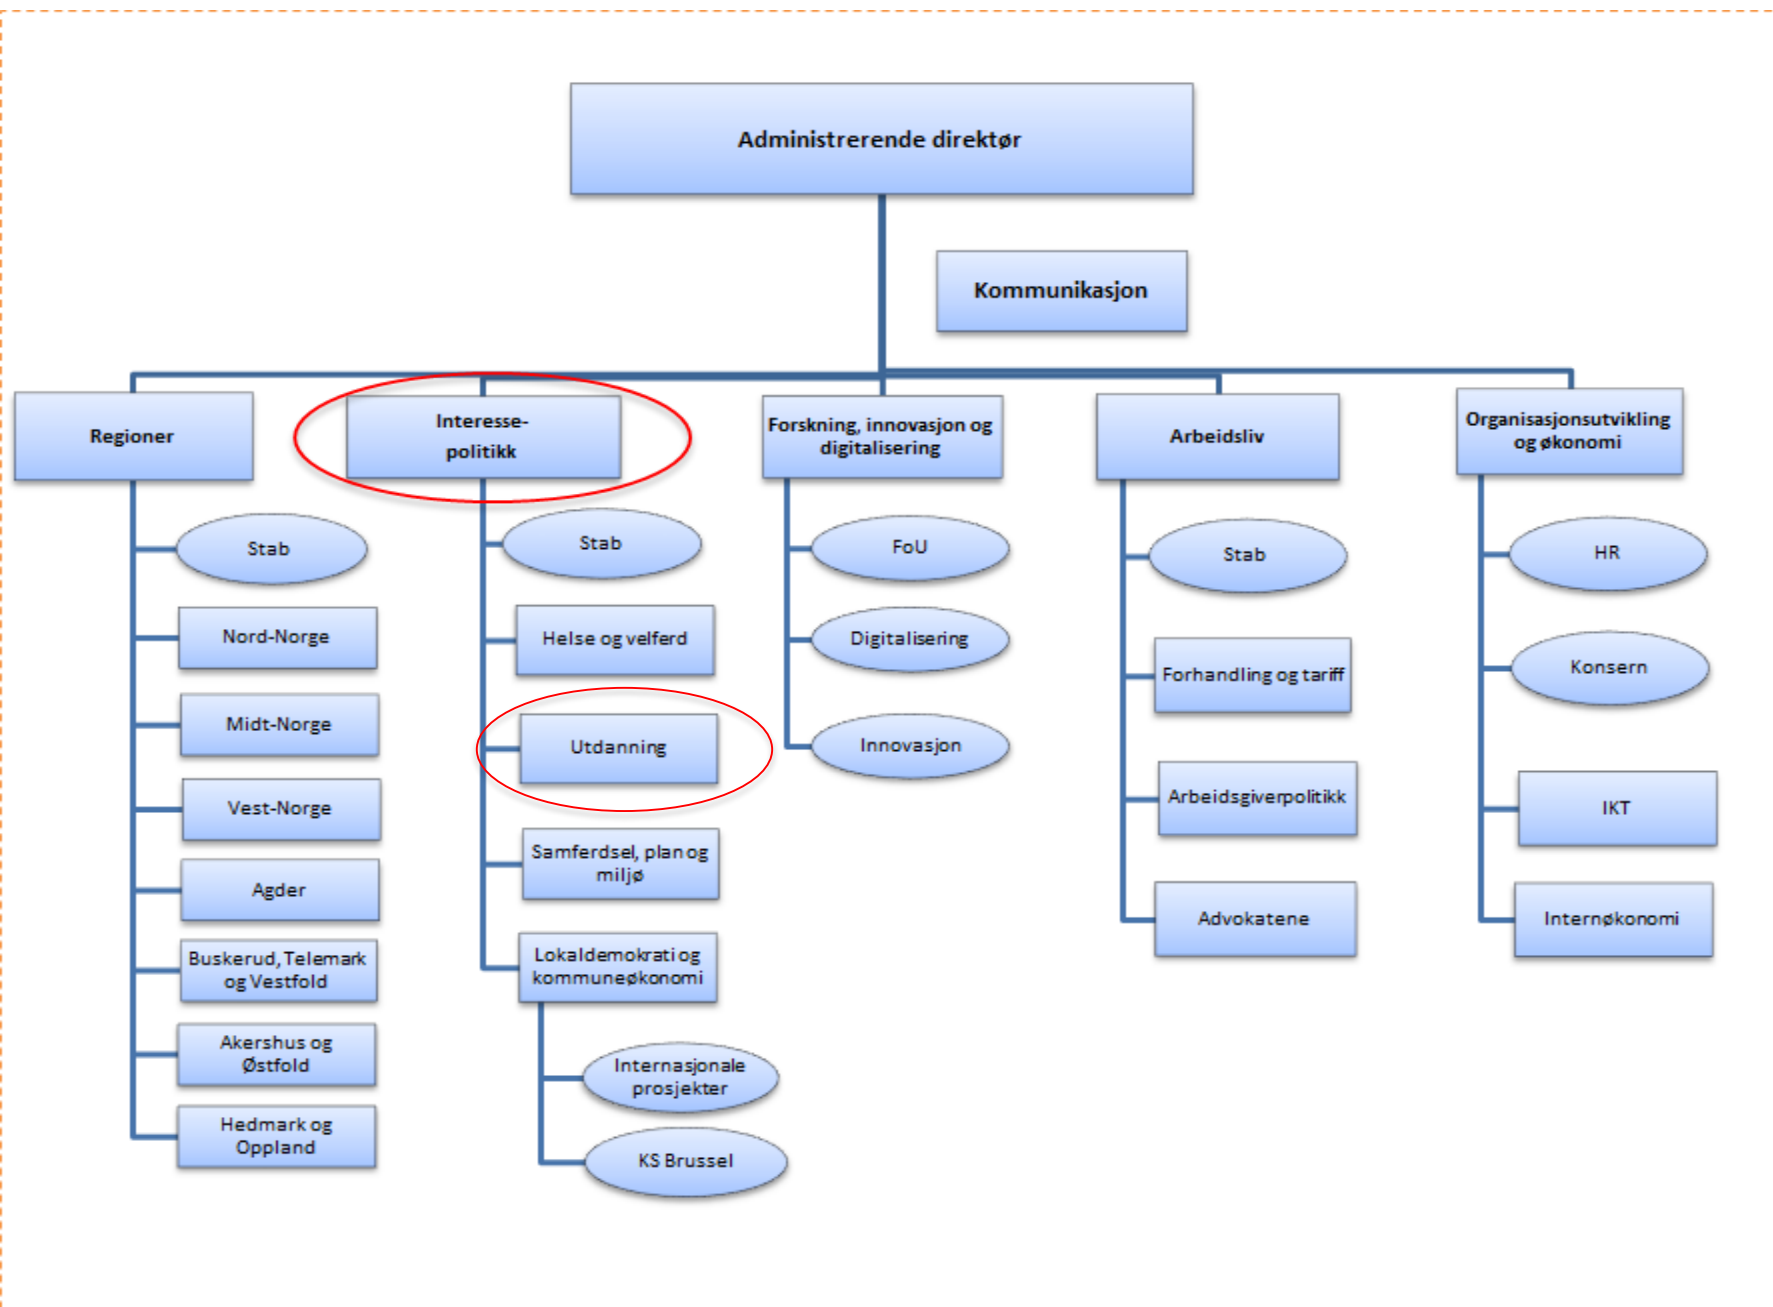 Administrerende direktør
Kommunikasjon
Regioner
Stab
Nord-Norge
Midt-Norge
Vest-Norge
Agder
Buskerud, Telemark
og Vestfold
Akershus og
Østfold
Hedmark og
Oppland
Interesse-
politikk
Stab
Helse og velferd
Utdanning
Samferdsel, plan og
miljø
Lokaldemokrati og
kommuneøkonomi
Internasjonale
prosjekter
KS Brussel
Forskning, innovasjon og
digitalisering
FoU
Digitalisering
Innovasjon
Arbeidsliv
Stab
Forhandling og tariff
Arbeidsgiverpolitikk
Advokatene
Organisasjonsutvikling
og økonomi
HR
Konsern
IKT
Internøkonomi